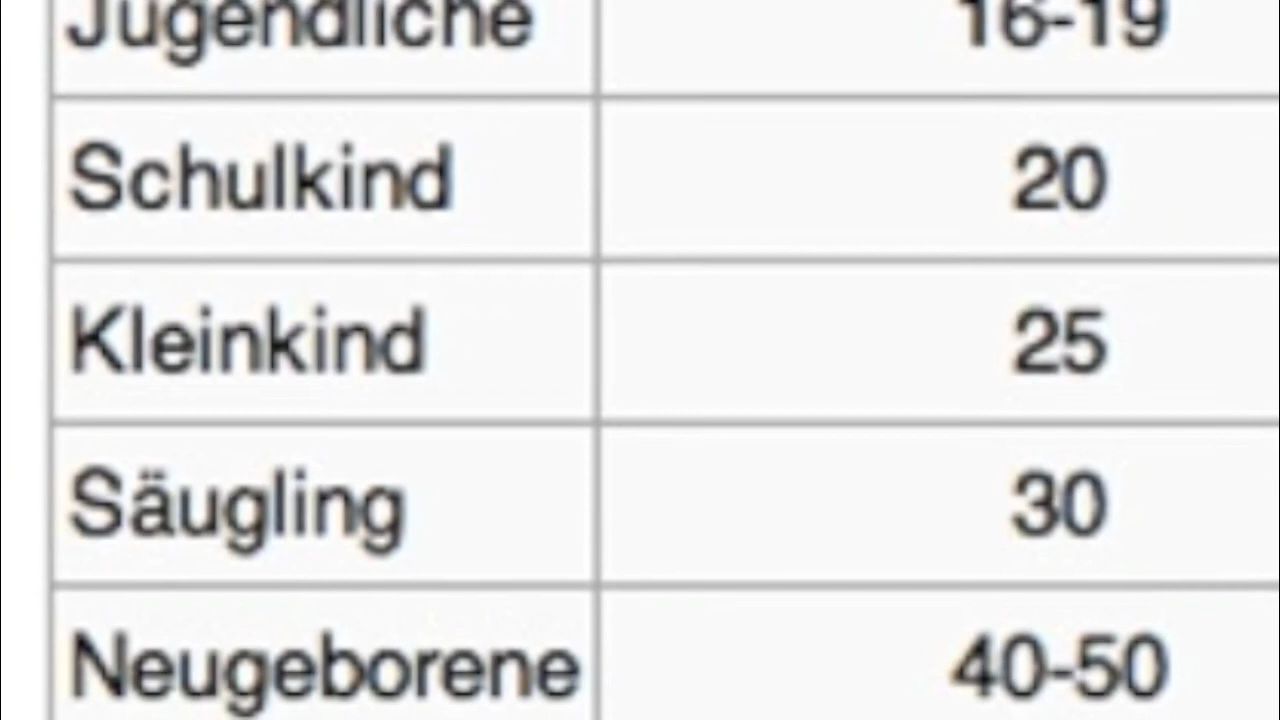 Jugendliche 16-19
Schulkind 20
Kleinkind 25
Säugling 30
Neugeborene 40-50